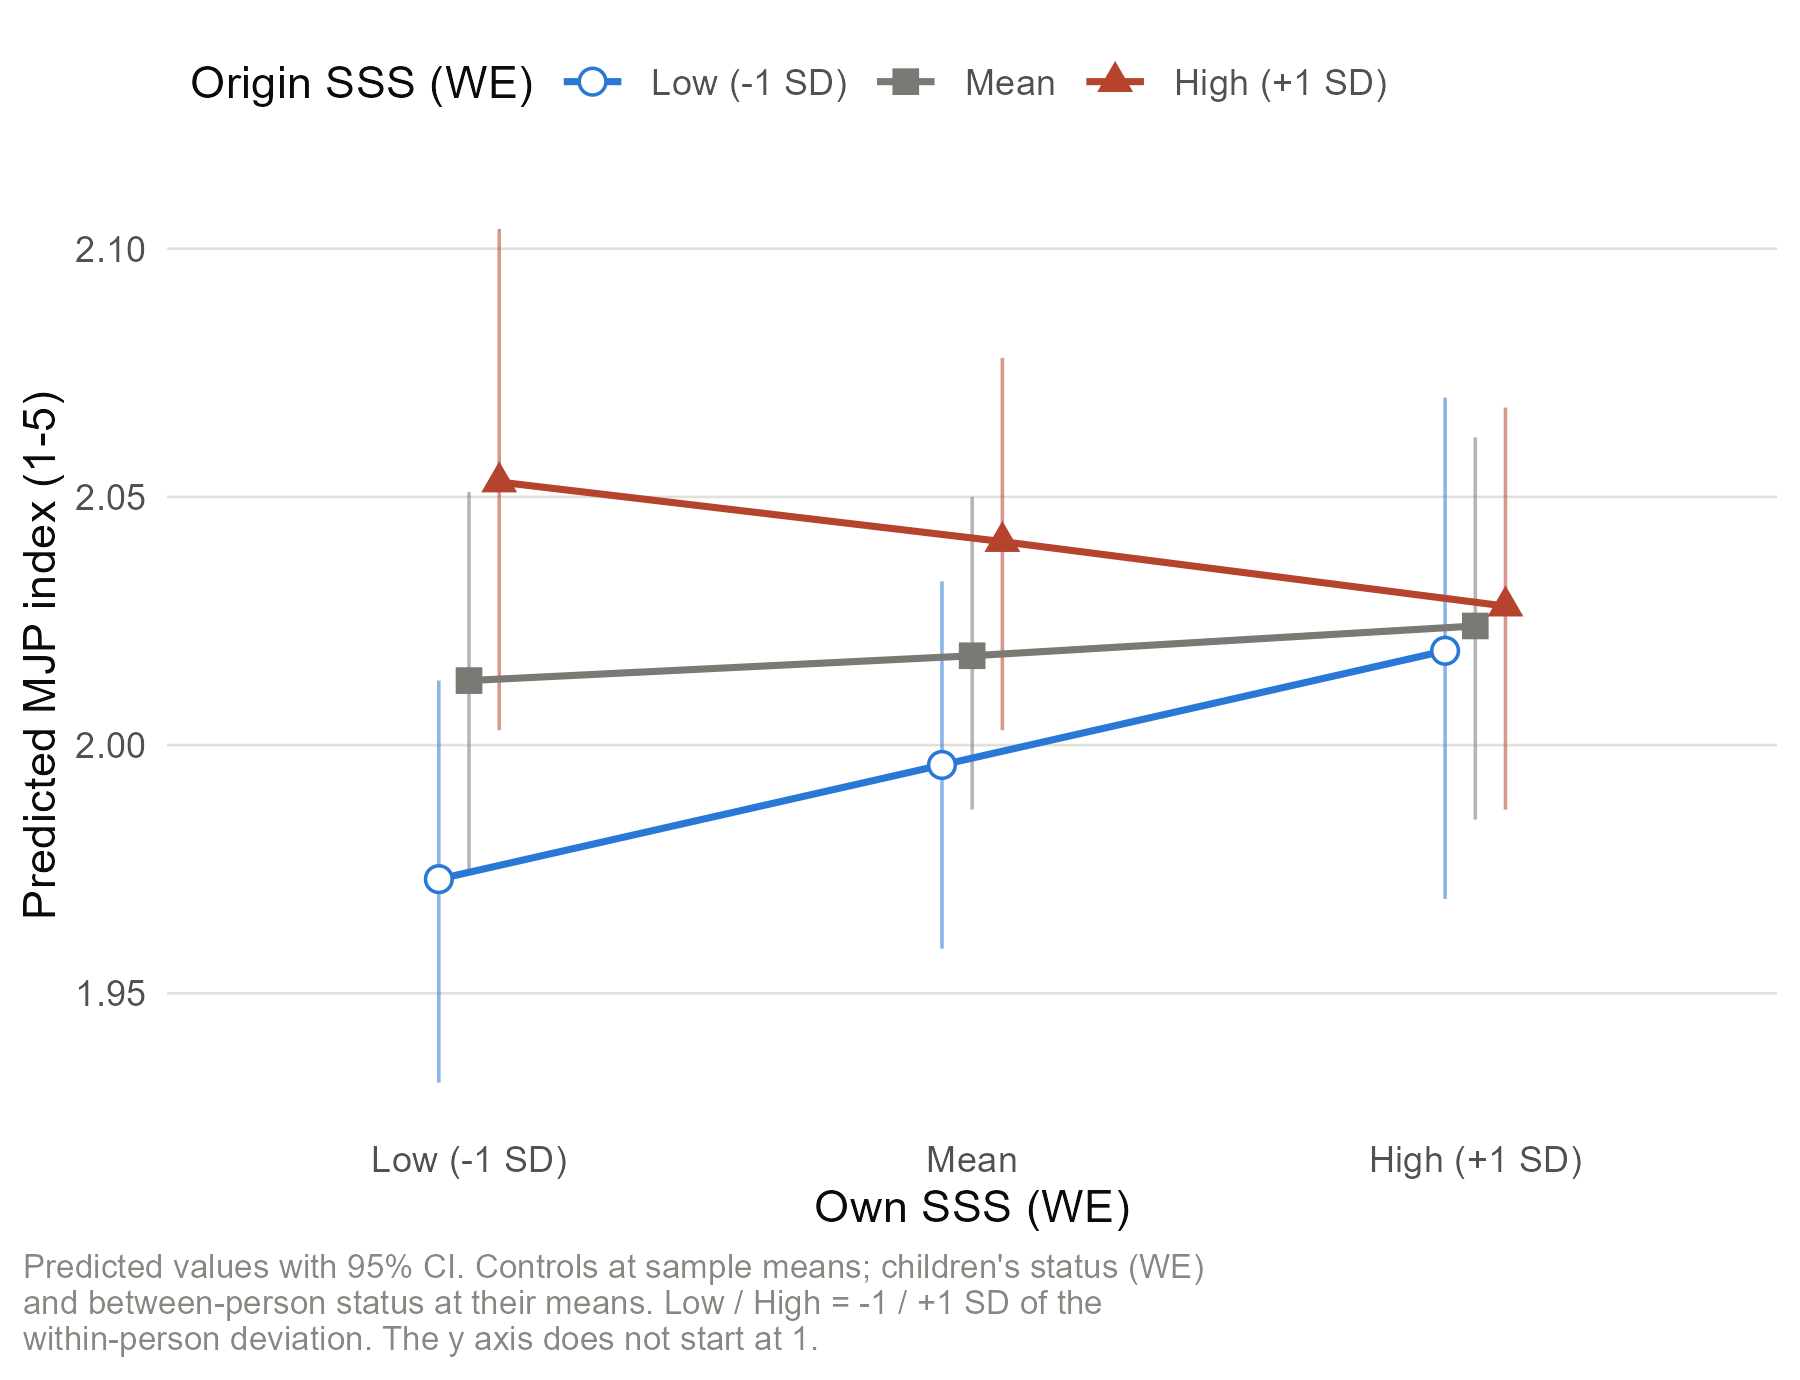 Origin SSS (WE) Low (-1 SD) Mean High (+1 SD)
Predicted MJP index (1-5)
2.10
2.05
2.00
1.95
Low (-1 SD) Mean High (+1 SD)
Own SSS (WE)
Predicted values with 95% CI. Controls at sample means; children's status (WE)
and between-person status at their means. Low / High = -1 / +1 SD of the
within-person deviation. The y axis does not start at 1.